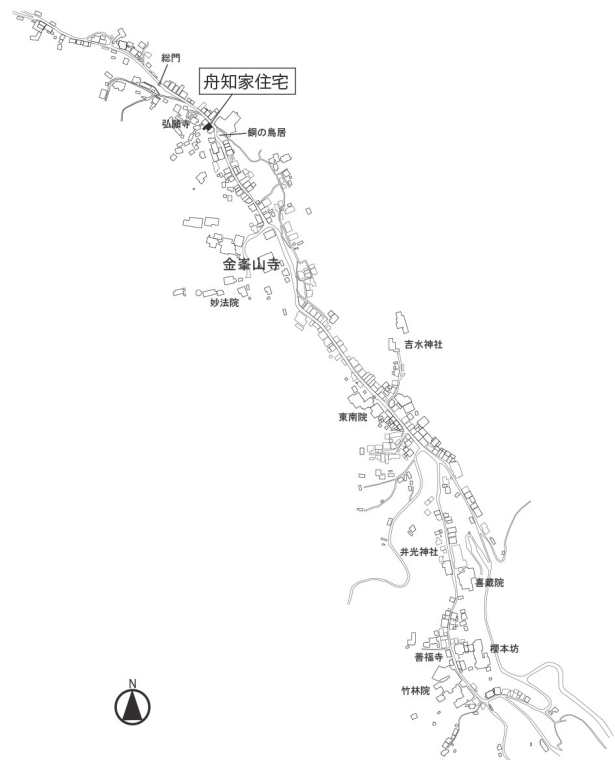 総門
舟知家住宅
弘願寺
銅の鳥居
金峯山寺
妙法院
吉水神社
東南院
井光神社
喜蔵院
櫻本坊
善福寺
竹林院
N